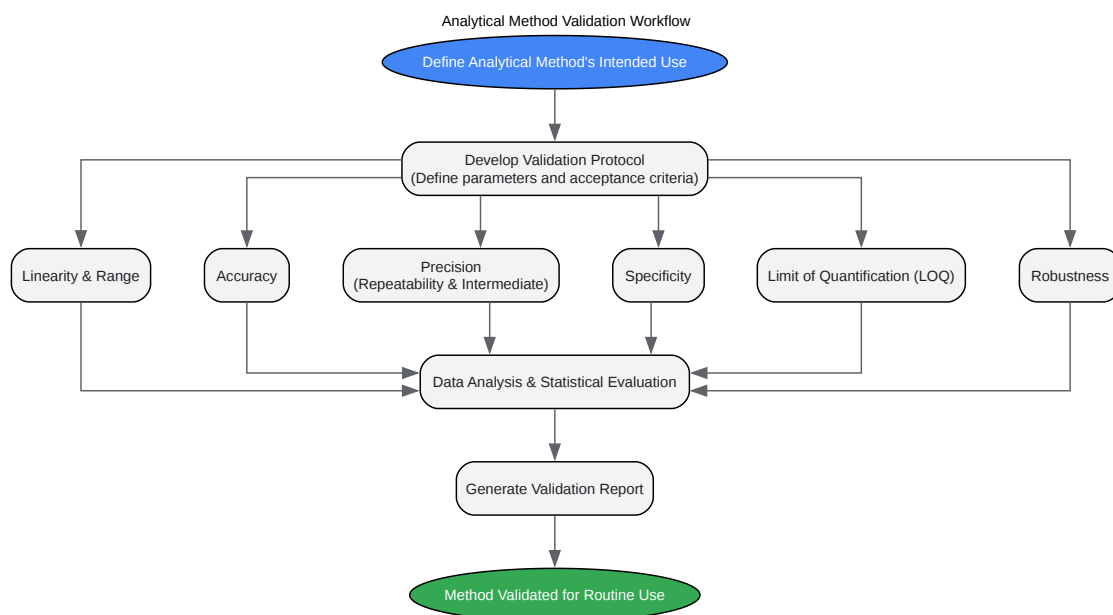 Analytical Method Validation Workflow
Define Analytical Method's Intended Use
Develop Validation Protocol
(Define parameters and acceptance criteria)
Linearity & Range
Accuracy
Precision
(Repeatability & Intermediate)
Specificity
Limit of Quantification (LOQ)
Robustness
Data Analysis & Statistical Evaluation
Generate Validation Report
Method Validated for Routine Use